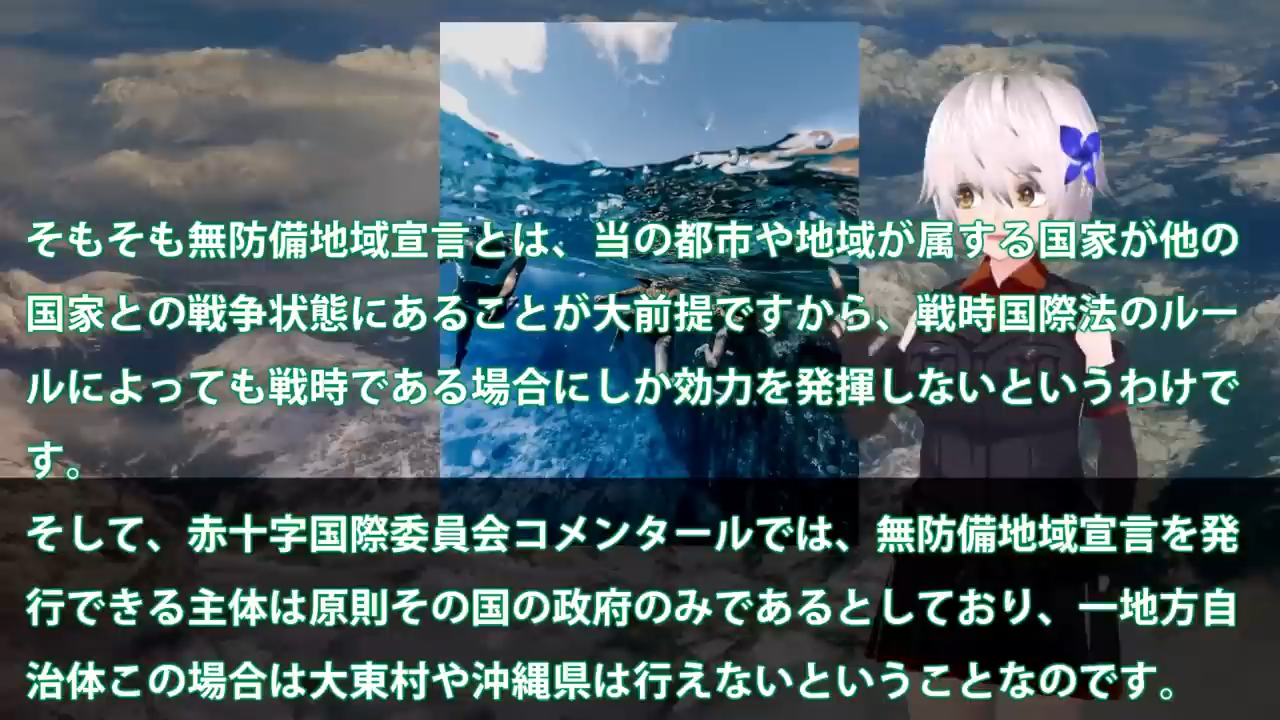 そもそも無防備地域宣言とは、当の都市や地域が属する国家が他の
国家との戦争状態にあることが大前提ですから、戦時国際法のルー
ルによっても戦時である場合にしか効力を発揮しないというわけで
す。
そして、赤十字国際委員会コメンタールでは、無防備地域宣言を発
行できる主体は原則その国の政府のみであるとしており、一地方自
治体この場合は大東村や沖縄県は行えないということなのです。